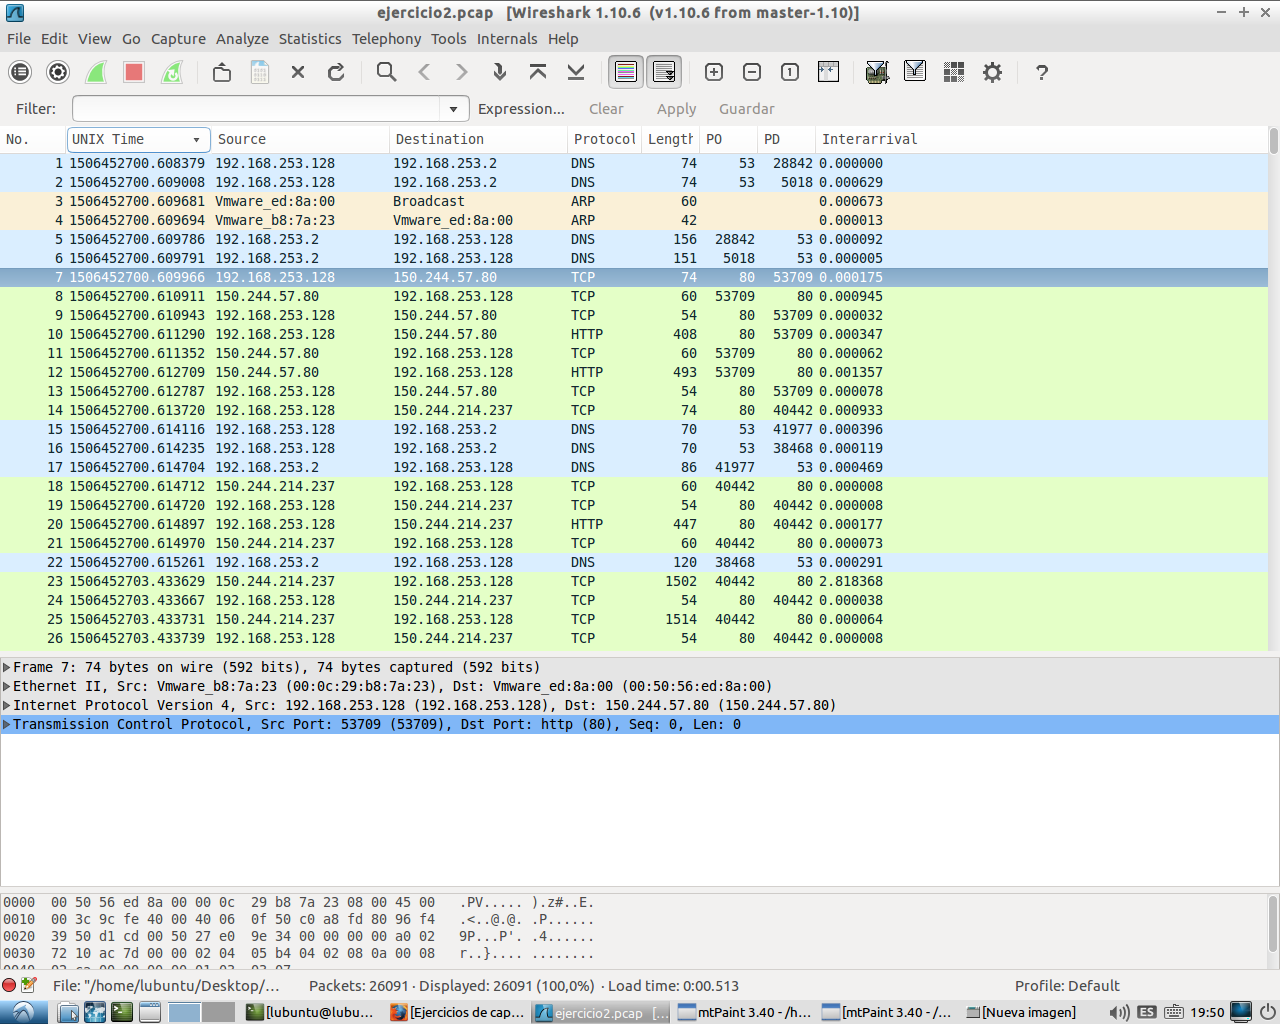 ejercicio2.pcap   [Wireshark 1.10.6  (v1.10.6 from master-1.10)]
File Edit View Go Capture Analyze Statistics Telephony Tools Internals Help
Filter: Expression... Clear Apply Guardar
No. UNIX Time Source Destination Protocol Length PO PD Interarrival
1 1506452700.608379 192.168.253.128 192.168.253.2 DNS 74 53 28842 0.000000
2 1506452700.609008 192.168.253.128 192.168.253.2 DNS 74 53 5018 0.000629
3 1506452700.609681 Vmware_ed:8a:00 Broadcast ARP 60 0.000673
4 1506452700.609694 Vmware_b8:7a:23 Vmware_ed:8a:00 ARP 42 0.000013
5 1506452700.609786 192.168.253.2 192.168.253.128 DNS 156 28842 53 0.000092
6 1506452700.609791 192.168.253.2 192.168.253.128 DNS 151 5018 53 0.000005
7 1506452700.609966 192.168.253.128 150.244.57.80 TCP 74 80 53709 0.000175
8 1506452700.610911 150.244.57.80 192.168.253.128 TCP 60 53709 80 0.000945
9 1506452700.610943 192.168.253.128 150.244.57.80 TCP 54 80 53709 0.000032
10 1506452700.611290 192.168.253.128 150.244.57.80 HTTP 408 80 53709 0.000347
11 1506452700.611352 150.244.57.80 192.168.253.128 TCP 60 53709 80 0.000062
12 1506452700.612709 150.244.57.80 192.168.253.128 HTTP 493 53709 80 0.001357
13 1506452700.612787 192.168.253.128 150.244.57.80 TCP 54 80 53709 0.000078
14 1506452700.613720 192.168.253.128 150.244.214.237 TCP 74 80 40442 0.000933
15 1506452700.614116 192.168.253.128 192.168.253.2 DNS 70 53 41977 0.000396
16 1506452700.614235 192.168.253.128 192.168.253.2 DNS 70 53 38468 0.000119
17 1506452700.614704 192.168.253.2 192.168.253.128 DNS 86 41977 53 0.000469
18 1506452700.614712 150.244.214.237 192.168.253.128 TCP 60 40442 80 0.000008
19 1506452700.614720 192.168.253.128 150.244.214.237 TCP 54 80 40442 0.000008
20 1506452700.614897 192.168.253.128 150.244.214.237 HTTP 447 80 40442 0.000177
21 1506452700.614970 150.244.214.237 192.168.253.128 TCP 60 40442 80 0.000073
22 1506452700.615261 192.168.253.2 192.168.253.128 DNS 120 38468 53 0.000291
23 1506452703.433629 150.244.214.237 192.168.253.128 TCP 1502 40442 80 2.818368
24 1506452703.433667 192.168.253.128 150.244.214.237 TCP 54 80 40442 0.000038
25 1506452703.433731 150.244.214.237 192.168.253.128 TCP 1514 40442 80 0.000064
26 1506452703.433739 192.168.253.128 150.244.214.237 TCP 54 80 40442 0.000008
Frame 7: 74 bytes on wire (592 bits), 74 bytes captured (592 bits)
Ethernet II, Src: Vmware_b8:7a:23 (00:0c:29:b8:7a:23), Dst: Vmware_ed:8a:00 (00:50:56:ed:8a:00)
Internet Protocol Version 4, Src: 192.168.253.128 (192.168.253.128), Dst: 150.244.57.80 (150.244.57.80)
Transmission Control Protocol, Src Port: 53709 (53709), Dst Port: http (80), Seq: 0, Len: 0
0000  00 50 56 ed 8a 00 00 0c  29 b8 7a 23 08 00 45 00   .PV..... ).z#..E.
0010  00 3c 9c fe 40 00 40 06  0f 50 c0 a8 fd 80 96 f4   .<..@.@. .P......
0020  39 50 d1 cd 00 50 27 e0  9e 34 00 00 00 00 a0 02   9P...P'. .4......
0030  72 10 ac 7d 00 00 02 04  05 b4 04 02 08 0a 00 08   r..}.... ........
File: "/home/lubuntu/Desktop/... Packets: 26091 · Displayed: 26091 (100,0%) · Load time: 0:00.513 Profile: Default
[lubuntu@lubu... [Ejercicios de cap... ejercicio2.pcap [... mtPaint 3.40 - /h... [mtPaint 3.40 - /... [Nueva imagen] ES 19:50